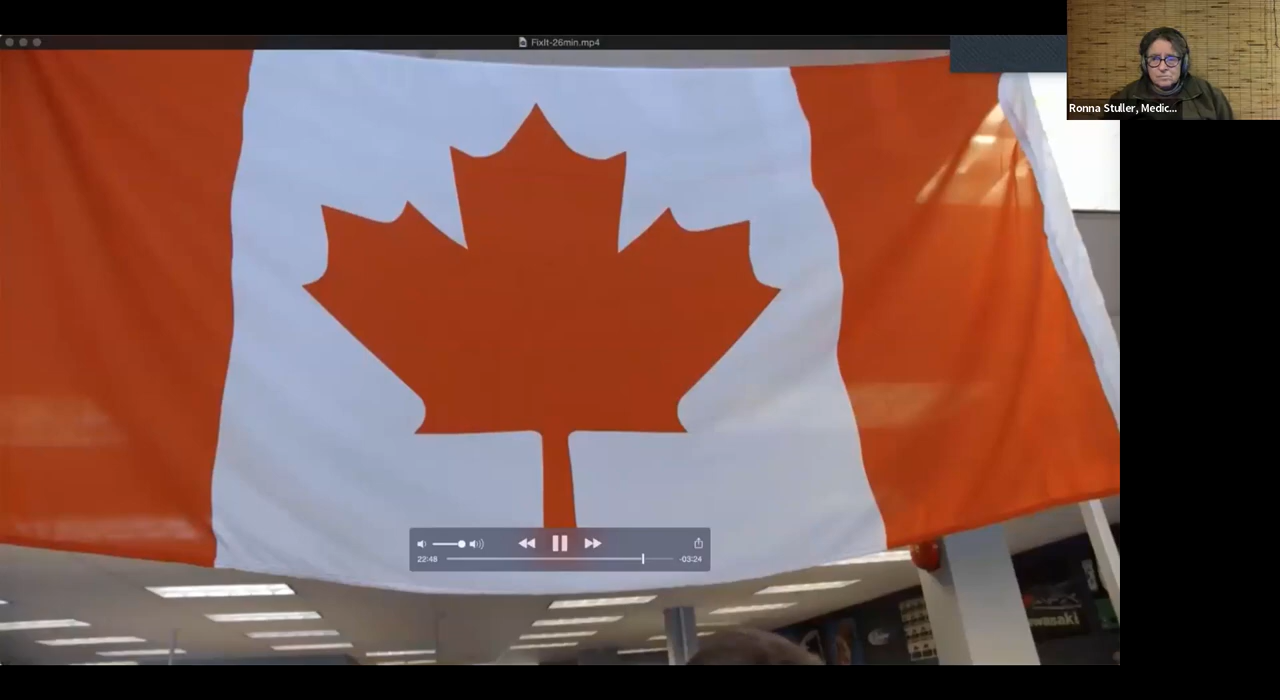 FixIt-26min.mp4
Ronna Stuller, Medic...
22:48
-03:24
Kawasaki